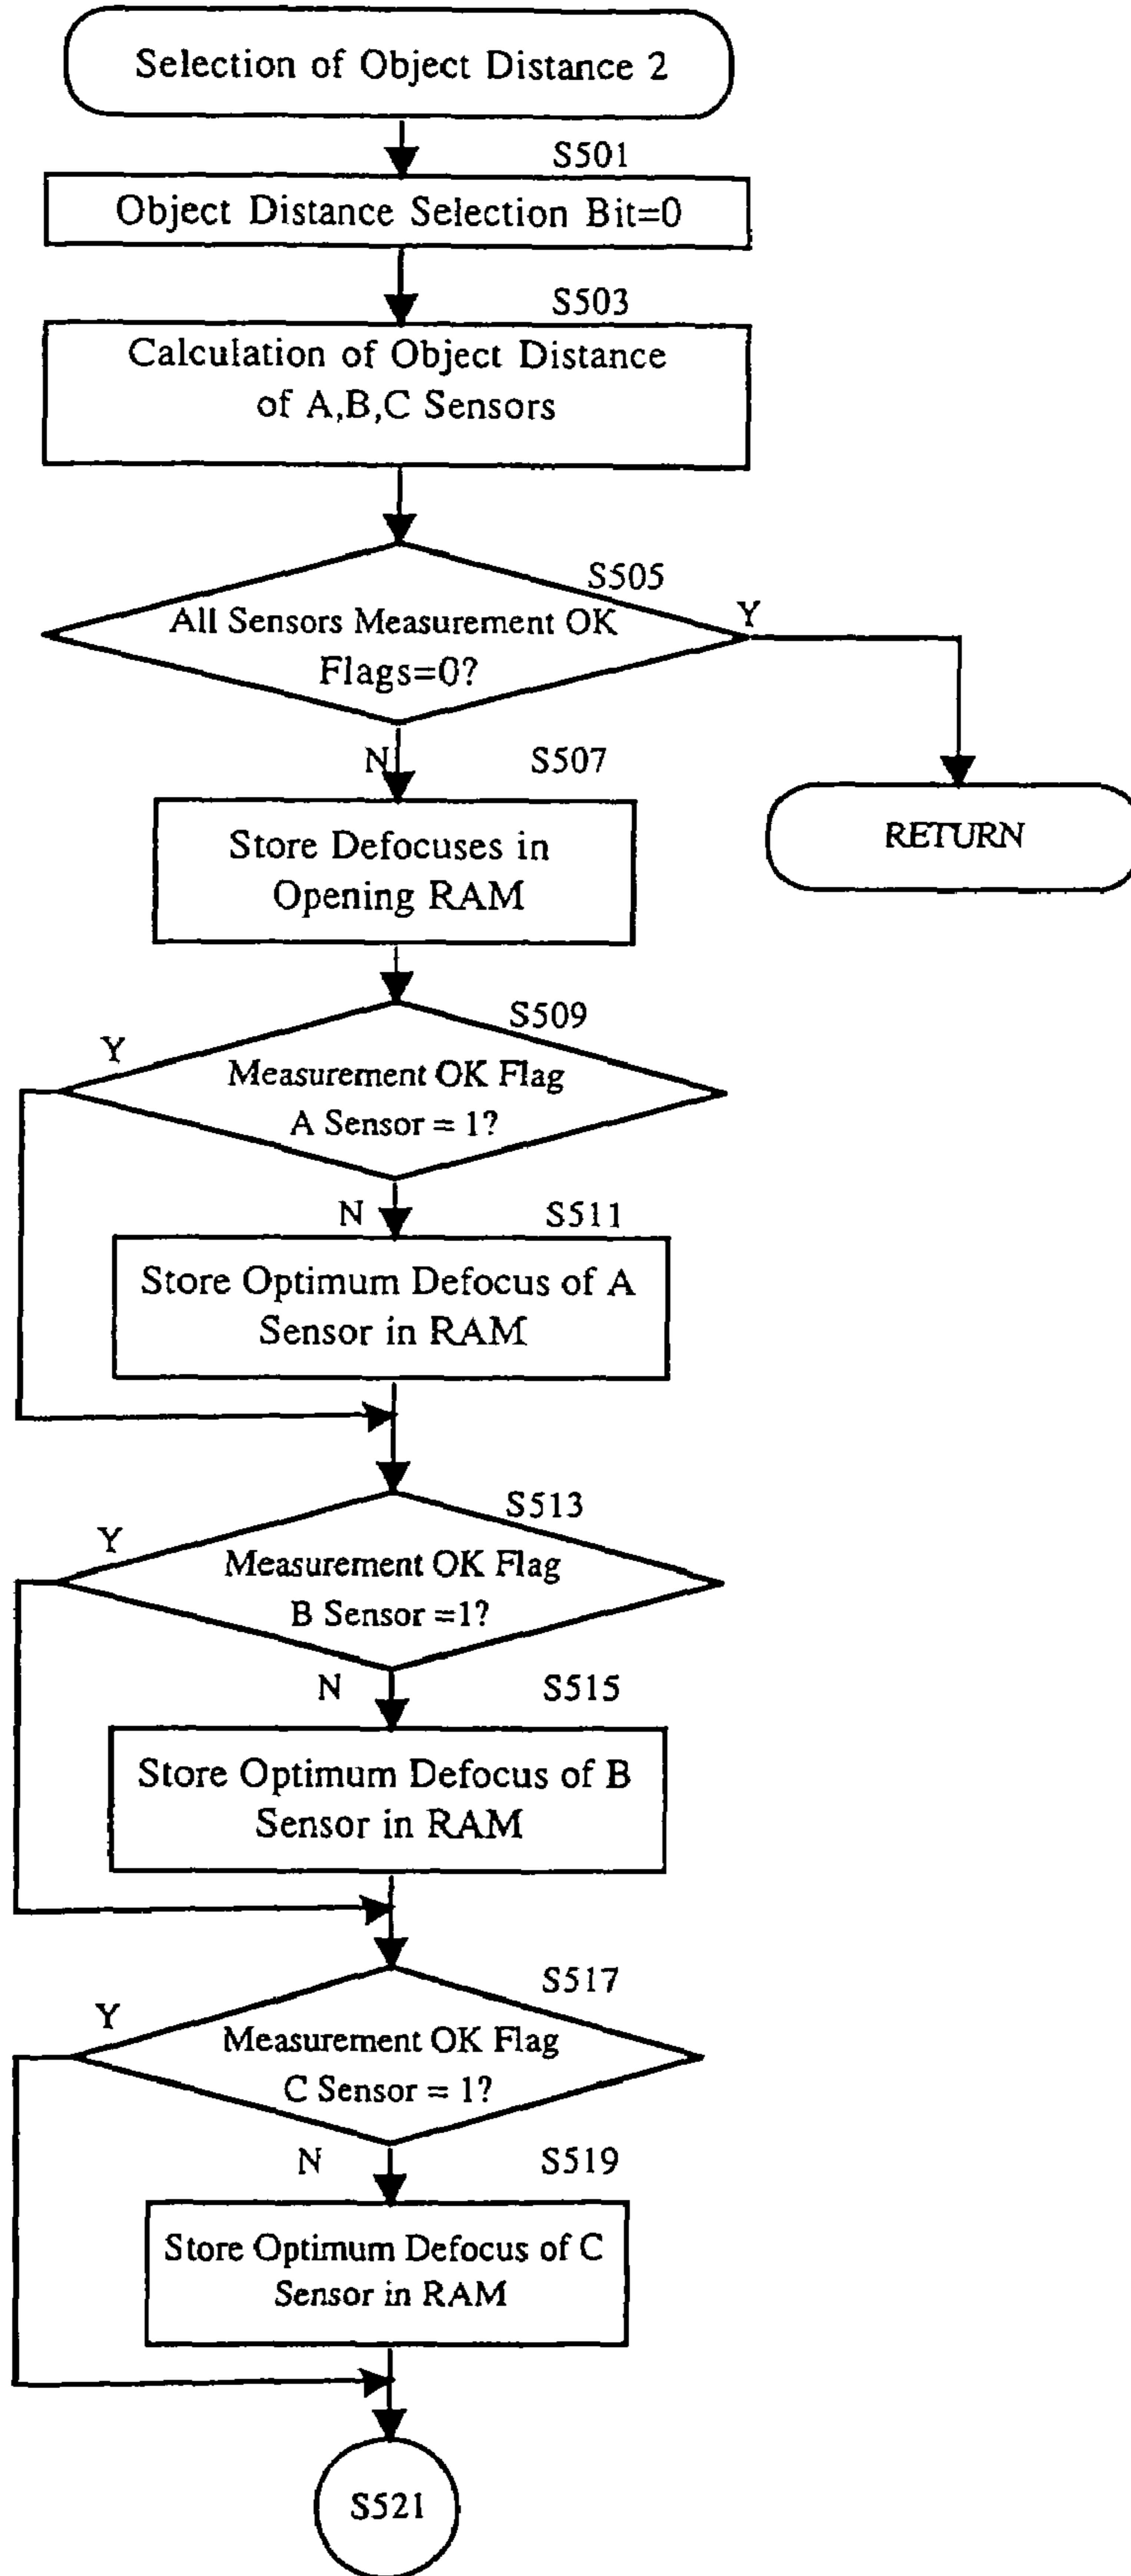 Selection of Object Distance 2
S501
Object Distance Selection Bit=0
S503
Calculation of Object Distance
of A,B,C Sensors
S505
Y
All Sensors Measurement OK
Flags=0?
N
S507
Store Defocuses in
Opening RAM
RETURN
S509
Y
Measurement OK Flag
A Sensor = 1?
N
S511
Store Optimum Defocus of A
Sensor in RAM
S513
Y
Measurement OK Flag
B Sensor =1?
N
S515
Store Optimum Defocus of B
Sensor in RAM
S517
Y
Measurement OK Flag
C Sensor = 1?
N
S519
Store Optimum Defocus of C
Sensor in RAM
S521